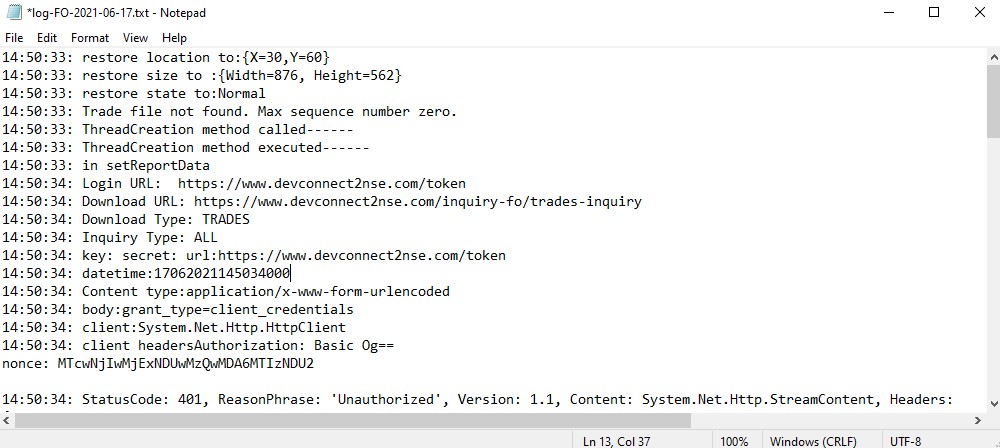 *log-FO-2021-06-17.txt - Notepad
File Edit Format View Help
14:50:33: restore location to:{X=30,Y=60}
14:50:33: restore size to :{Width=876, Height=562}
14:50:33: restore state to:Normal
14:50:33: Trade file not found. Max sequence number zero.
14:50:33: ThreadCreation method called------
14:50:33: ThreadCreation method executed------
14:50:33: in setReportData
14:50:34: Login URL:  https://www.devconnect2nse.com/token
14:50:34: Download URL: https://www.devconnect2nse.com/inquiry-fo/trades-inquiry
14:50:34: Download Type: TRADES
14:50:34: Inquiry Type: ALL
14:50:34: key: secret: url:https://www.devconnect2nse.com/token
14:50:34: datetime:17062021145034000
14:50:34: Content type:application/x-www-form-urlencoded
14:50:34: body:grant_type=client_credentials
14:50:34: client:System.Net.Http.HttpClient
14:50:34: client headersAuthorization: Basic Og==
nonce: MTcwNjIwMjExNDUwMzQwMDA6MTIzNDU2
14:50:34: StatusCode: 401, ReasonPhrase: 'Unauthorized', Version: 1.1, Content: System.Net.Http.StreamContent, Headers:
Ln 13, Col 37 100% Windows (CRLF) UTF-8